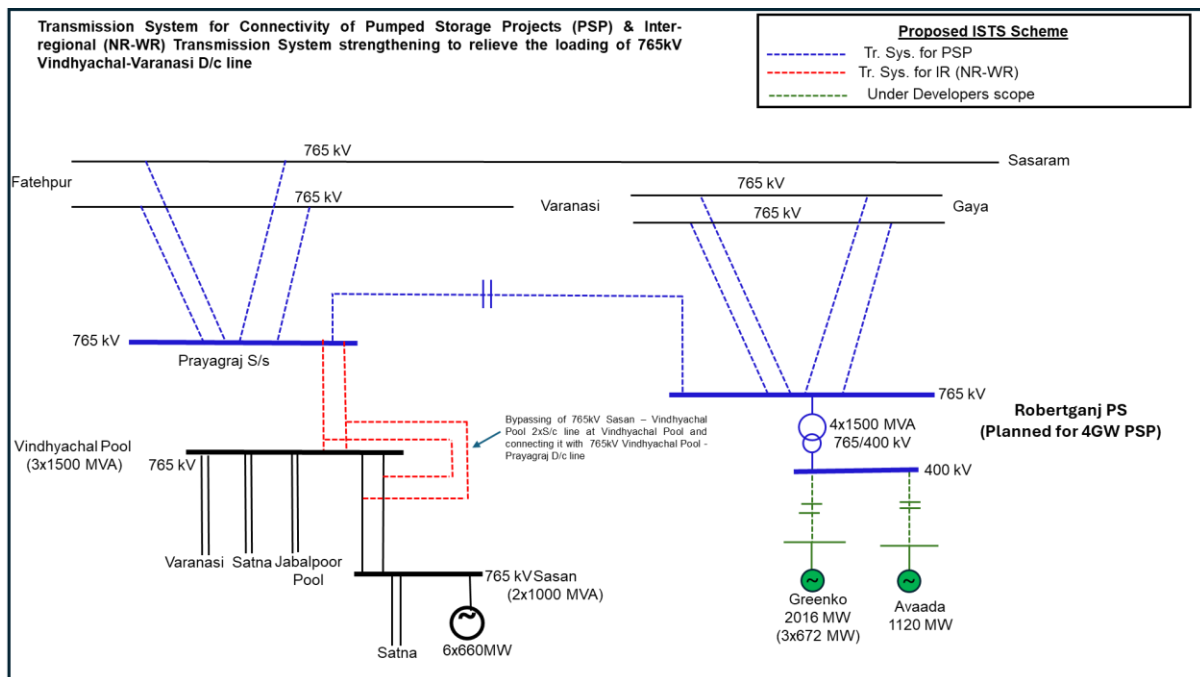 Transmission System for Connectivity of Pumped Storage Projects (PSP) & Inter-
regional (NR-WR) Transmission System strengthening to relieve the loading of 765kV
Vindhyachal-Varanasi D/c line
Proposed ISTS Scheme
Tr. Sys. for PSP
Tr. Sys. for IR (NR-WR)
Under Developers scope
765 kV
Sasaram
Fatehpur
765 kV
Varanasi
765 kV
765 kV
Gaya
765 kV
Prayagraj S/s
765 kV
Robertganj PS
(Planned for 4GW PSP)
4x1500 MVA
765/400 kV
400 kV
Bypassing of 765kV Sasan – Vindhyachal
Pool 2xS/c line at Vindhyachal Pool and
connecting it with 765kV Vindhyachal Pool -
Prayagraj D/c line
Vindhyachal Pool
(3x1500 MVA)
765 kV
Varanasi
Satna
Jabalpoor
Pool
765 kV Sasan
(2x1000 MVA)
Satna
6x660MW
Greenko
2016 MW
(3x672 MW)
Avaada
1120 MW